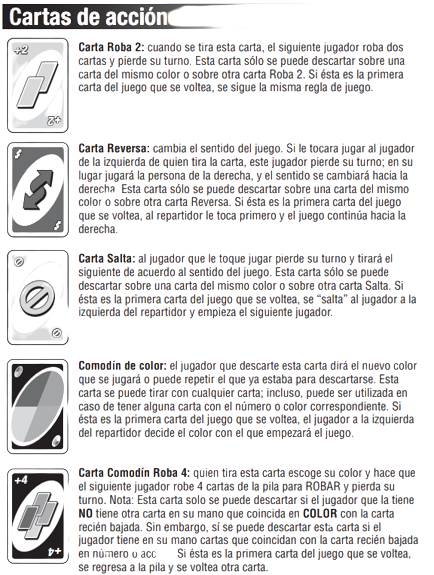 Cartas de acción
+2
+2
Carta Roba 2: cuando se tira esta carta, el siguiente jugador roba dos
cartas y pierde su turno. Esta carta sólo se puede descartar sobre una
carta del mismo color o sobre otra carta Roba 2. Si ésta es la primera
carta del juego que se voltea, se sigue la misma regla de juego.
Carta Reversa: cambia el sentido del juego. Si le tocara jugar al jugador
de la izquierda de quien tira la carta, este jugador pierde su turno; en su
lugar jugará la persona de la derecha, y el sentido se cambiará hacia la
derecha. Esta carta sólo se puede descartar sobre una carta del mismo
color o sobre otra carta Reversa. Si ésta es la primera carta del juego
que se voltea, al repartidor le toca primero y el juego continúa hacia la
derecha.
Carta Salta: al jugador que le toque jugar pierde su turno y tirará el
siguiente de acuerdo al sentido del juego. Esta carta sólo se puede
descartar sobre una carta del mismo color o sobre otra carta Salta. Si
ésta es la primera carta del juego que se voltea, se “salta” al jugador a la
izquierda del repartidor y empieza el siguiente jugador.
Comodín de color: el jugador que descarte esta carta dirá el nuevo color
que se jugará o puede repetir el que ya estaba para descartarse. Esta
carta se puede tirar con cualquier carta; incluso, puede ser utilizada en
caso de tener alguna carta con el número o color correspondiente. Si
ésta es la primera carta del juego que se voltea, el jugador a la izquierda
del repartidor decide el color con el que empezará el juego.
+4
+4
Carta Comodín Roba 4: quien tira esta carta escoge su color y hace que
el siguiente jugador robe 4 cartas de la pila para ROBAR y pierda su
turno. Nota: Esta carta solo se puede descartar si el jugador que la tiene
NO tiene otra carta en su mano que coincida en COLOR con la carta
recién bajada. Sin embargo, sí se puede descartar esta carta si el
jugador tiene en su mano cartas que coincidan con la carta recién bajada
en número o acc Si ésta es la primera carta del juego que se voltea,
se regresa a la pila y se voltea otra carta.